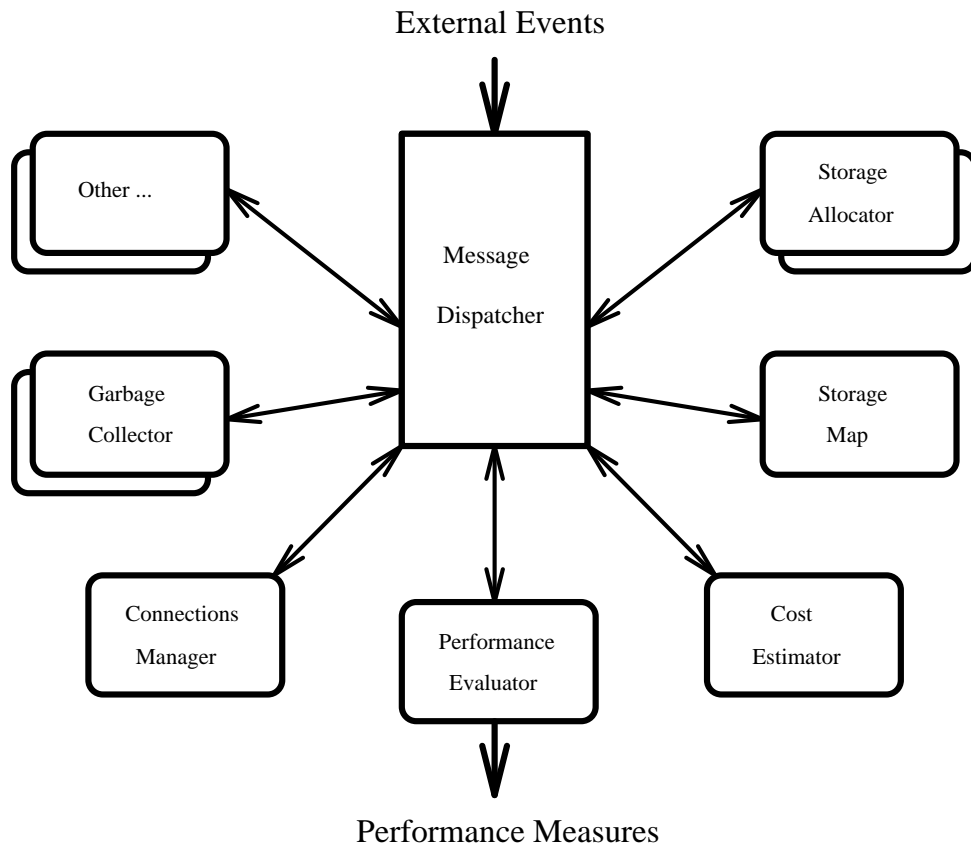 External Events
Other ...
Storage
Allocator
Message
Dispatcher
Garbage
Collector
Storage
Map
Connections
Manager
Performance
Evaluator
Cost
Estimator
Performance Measures